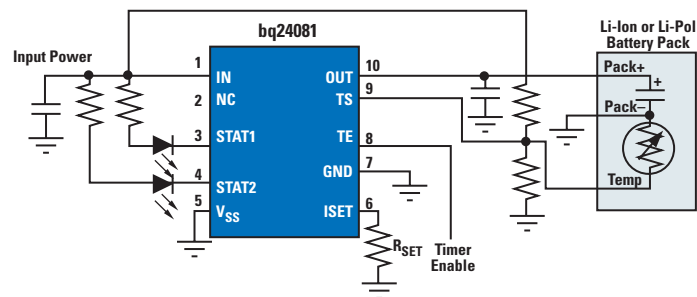 bq24081
Li-Ion or Li-Pol
Battery Pack
Input Power
1
IN
2
NC
3
STAT1
4
STAT2
5
VSS
OUT
10
TS
9
TE
8
GND
7
ISET
6
RSET
Timer
Enable
Pack+
+
Pack–
Temp